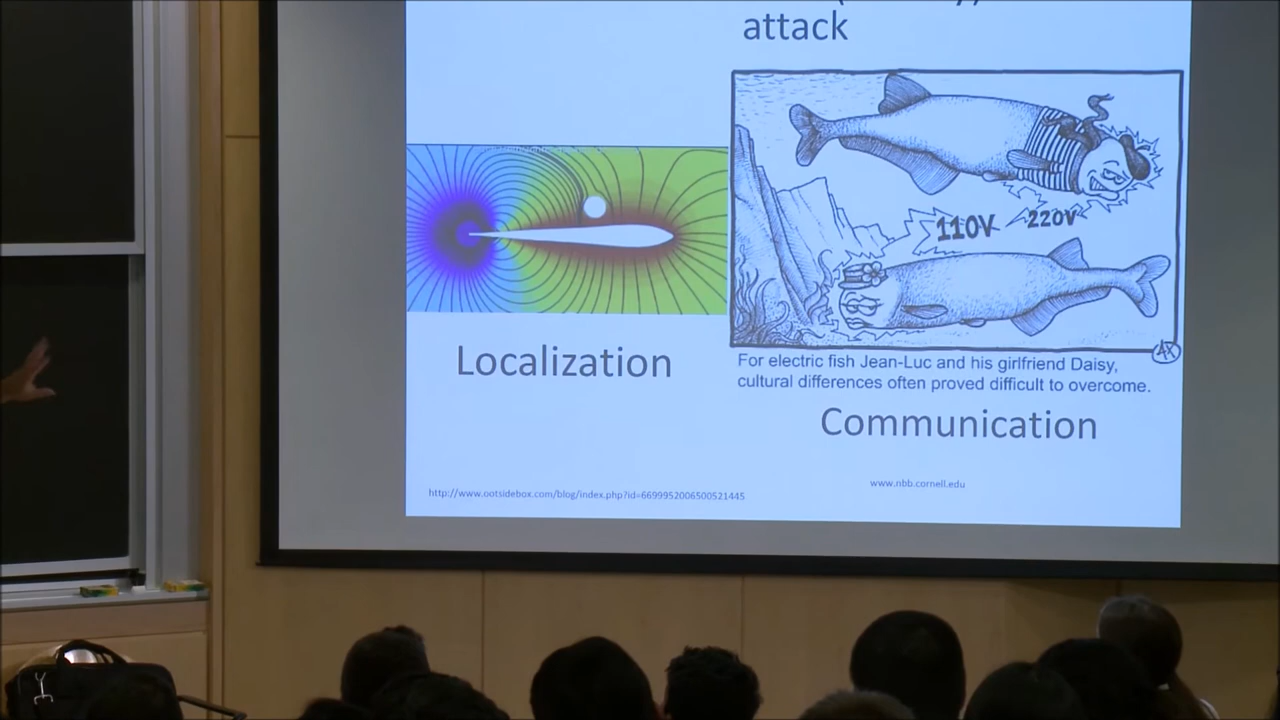 attack
110V
220V
Localization
For electric fish Jean-Luc and his girlfriend Daisy,
cultural differences often proved difficult to overcome.
Communication
http://www.ootsidebox.com/blog/index.php?id=6699952006500521445
www.nbb.cornell.edu